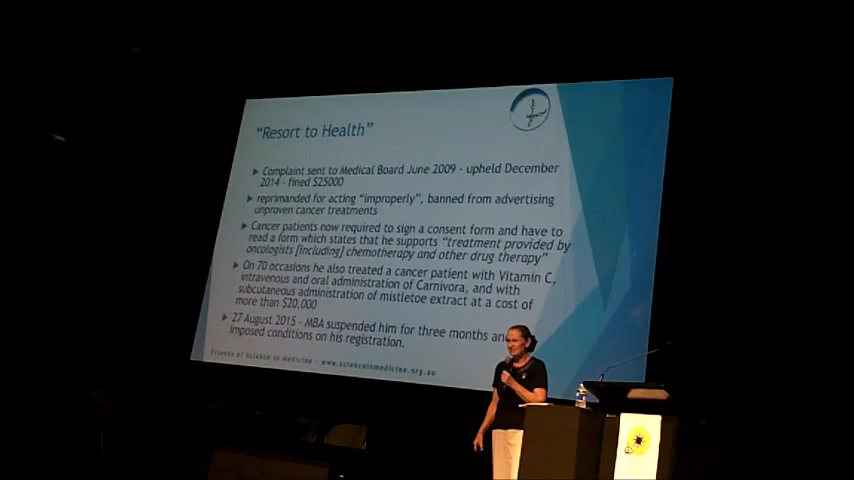 "Resort to Health"
Complaint sent to Medical Board June 2009 - upheld December
2014 - fined $25000
reprimanded for acting "improperly", banned from advertising
unproven cancer treatments
Cancer patients now required to sign a consent form and have to
read a form which states that he supports "treatment provided by
oncologists [including] chemotherapy and other drug therapy"
On 70 occasions he also treated a cancer patient with Vitamin C,
intravenous and oral administration of Carnivora, and with
subcutaneous administration of mistletoe extract at a cost of
more than $20,000
27 August 2015 - MBA suspended him for three months an
imposed conditions on his registration.
Friends of Science in Medicine - www.scienceinmedicine.org.au